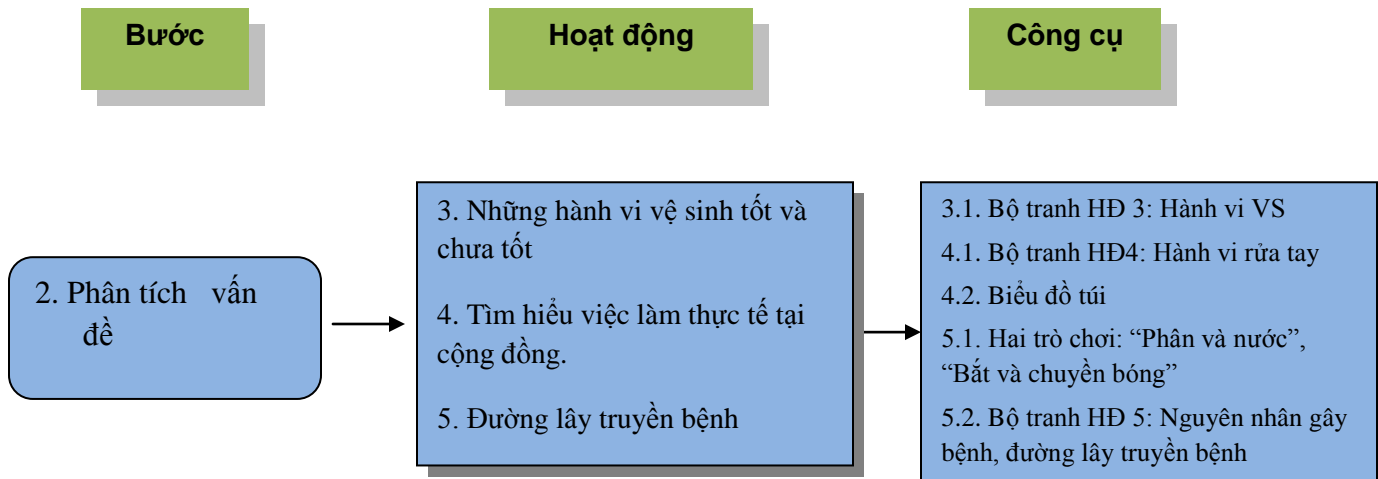 Bước
Hoạt động
Công cụ
2. Phân tích vấn
đề
3. Những hành vi vệ sinh tốt và
chưa tốt
4. Tìm hiểu việc làm thực tế tại
cộng đồng.
5. Đường lây truyền bệnh
3.1. Bộ tranh HĐ 3: Hành vi VS
4.1. Bộ tranh HĐ4: Hành vi rửa tay
4.2. Biểu đồ túi
5.1. Hai trò chơi: “Phân và nước”,
“Bắt và chuyền bóng”
5.2. Bộ tranh HĐ 5: Nguyên nhân gây
bệnh, đường lây truyền bệnh